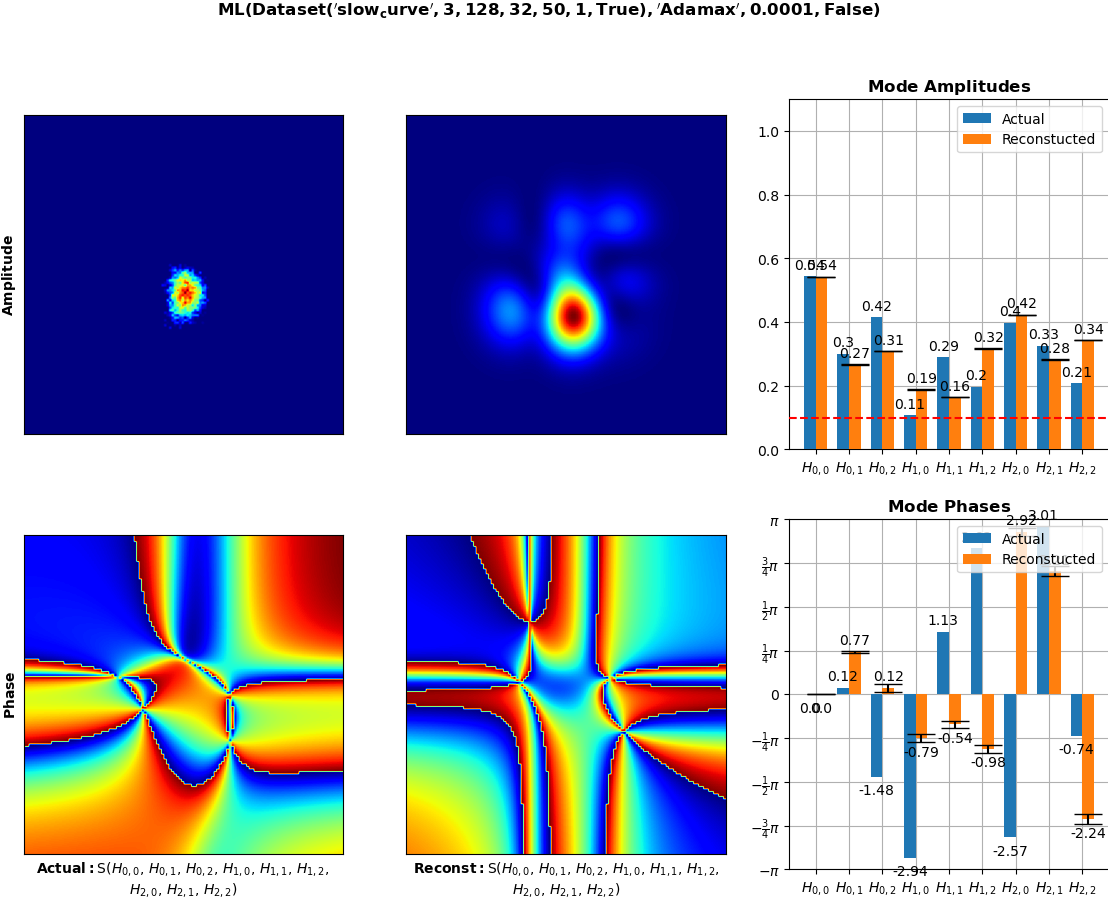 ML(Dataset('slow_curve', 3, 128, 32, 50, 1, True), 'Adamax', 0.0001, False)
Amplitude
Mode Amplitudes
Actual
Reconstucted
1.0
0.8
0.6
0.4
0.2
0.0
0.54 0.54
0.3 0.27
0.42 0.31
0.11 0.19
0.29 0.16
0.2 0.32
0.4 0.42
0.33 0.28
0.21 0.34
H0,0 H0,1 H0,2 H1,0 H1,1 H1,2 H2,0 H2,1 H2,2
Phase
Mode Phases
Actual
Reconstucted
π
3/4π
1/2π
1/4π
0
−1/4π
−1/2π
−3/4π
−π
0.0 0.0
0.12 0.77
-1.48 0.12
-2.94 -0.79
1.13 -0.54
-0.98
-2.57 2.92
3.01
-0.74 -2.24
H0,0 H0,1 H0,2 H1,0 H1,1 H1,2 H2,0 H2,1 H2,2
Actual: S(H0,0, H0,1, H0,2, H1,0, H1,1, H1,2,
H2,0, H2,1, H2,2)
Reconst: S(H0,0, H0,1, H0,2, H1,0, H1,1, H1,2,
H2,0, H2,1, H2,2)